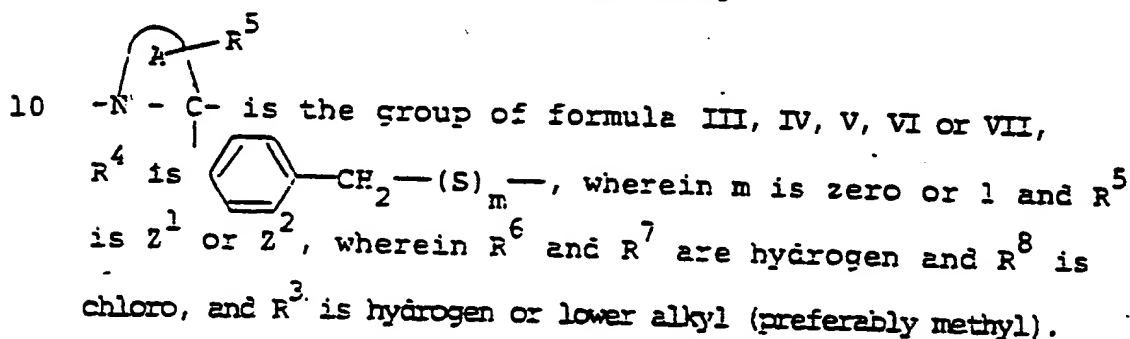 A R⁵
10 -N - C- is the group of formula III, IV, V, VI or VII,
R⁴ is CH₂—(S)ₘ—, wherein m is zero or 1 and R⁵
is Z¹ or Z², wherein R⁶ and R⁷ are hydrogen and R⁸ is
chloro, and R³ is hydrogen or lower alkyl (preferably methyl).